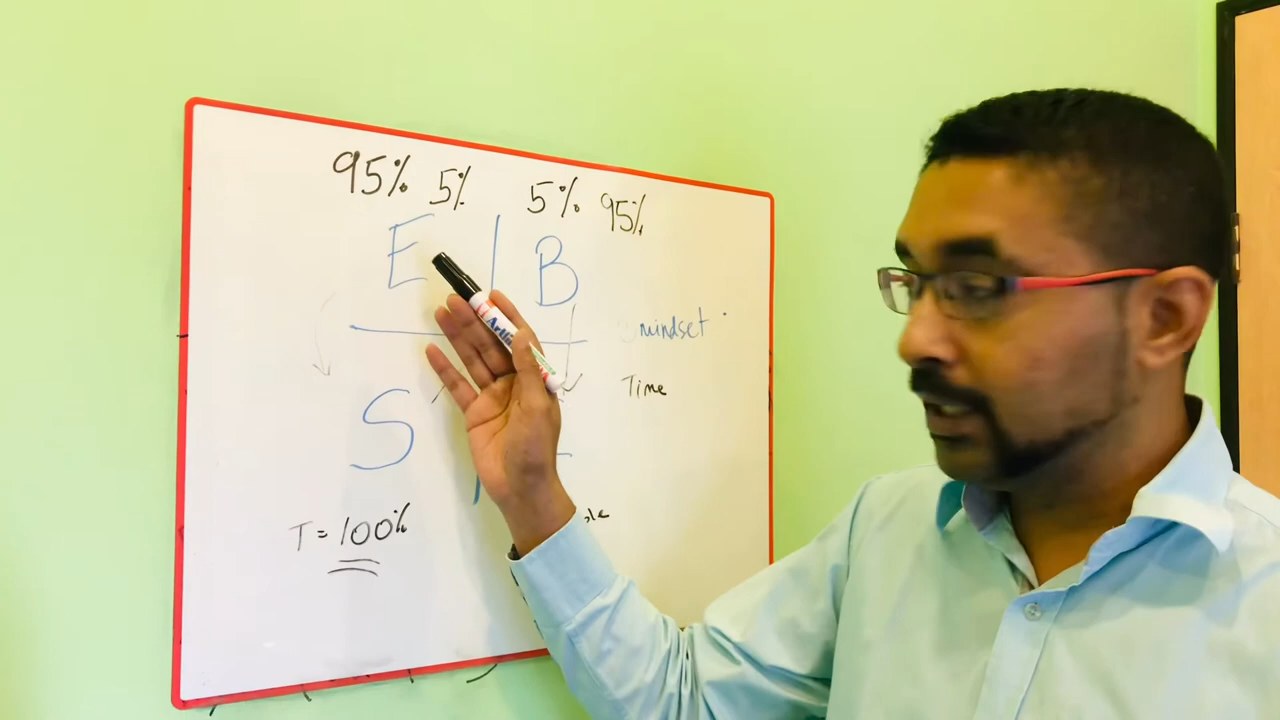 95% 5% 5% 95%
E B
mindset
Time
S
T = 100%